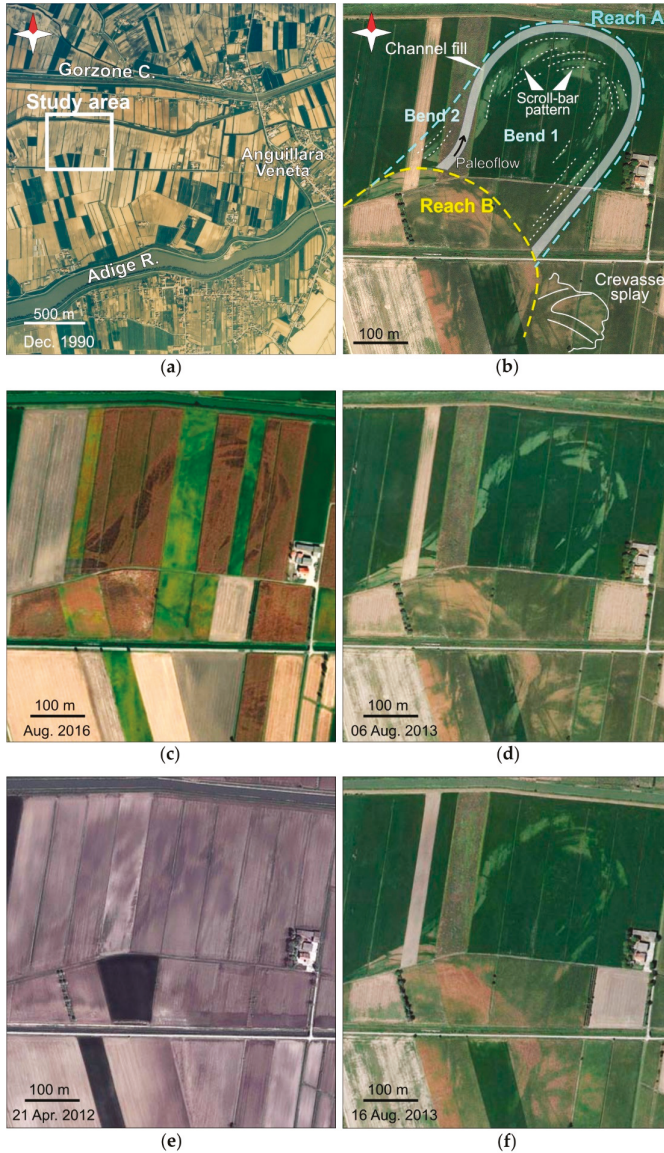 Gorzone C.
Study area
Anguillara
Veneta
Adige R.
500 m
Dec. 1990
(a)
Reach A
Channel fill
Scroll-bar
pattern
Bend 2
Bend 1
Paleoflow
Reach B
Crevasse
splay
100 m
(b)
100 m
Aug. 2016
(c)
100 m
06 Aug. 2013
(d)
100 m
21 Apr. 2012
(e)
100 m
16 Aug. 2013
(f)